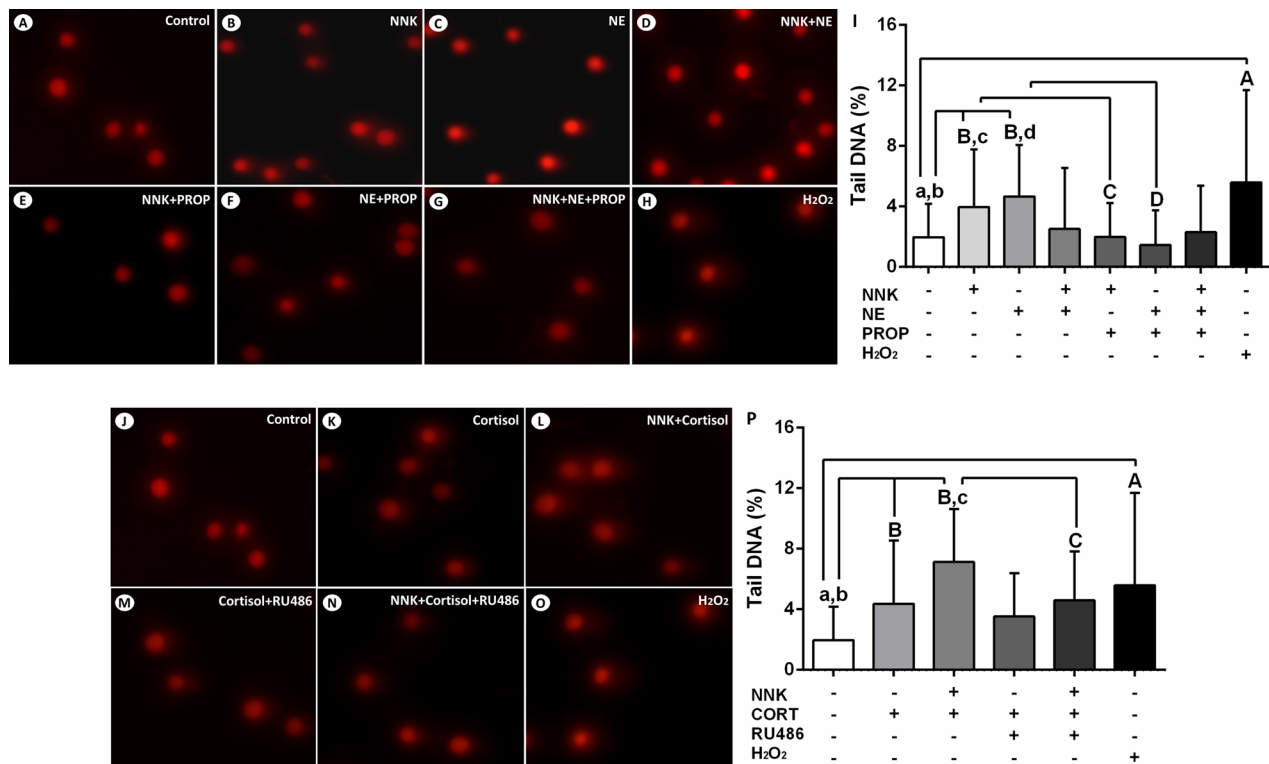 A Control
B NNK
C NE
D NNK+NE
E NNK+PROP
F NE+PROP
G NNK+NE+PROP
H H₂O₂
I
Tail DNA (%)
16
12
8
4
0
a,b
B,c
B,d
C
D
A
NNK - + - + + - + -
NE - - + + - + + -
PROP - - - - + + + -
H₂O₂ - - - - - - - +
J Control
K Cortisol
L NNK+Cortisol
M Cortisol+RU486
N NNK+Cortisol+RU486
O H₂O₂
P
Tail DNA (%)
16
12
8
4
0
a,b
B
B,c
C
A
NNK - - + - + -
CORT - + + + + -
RU486 - - - + + -
H₂O₂ - - - - - +